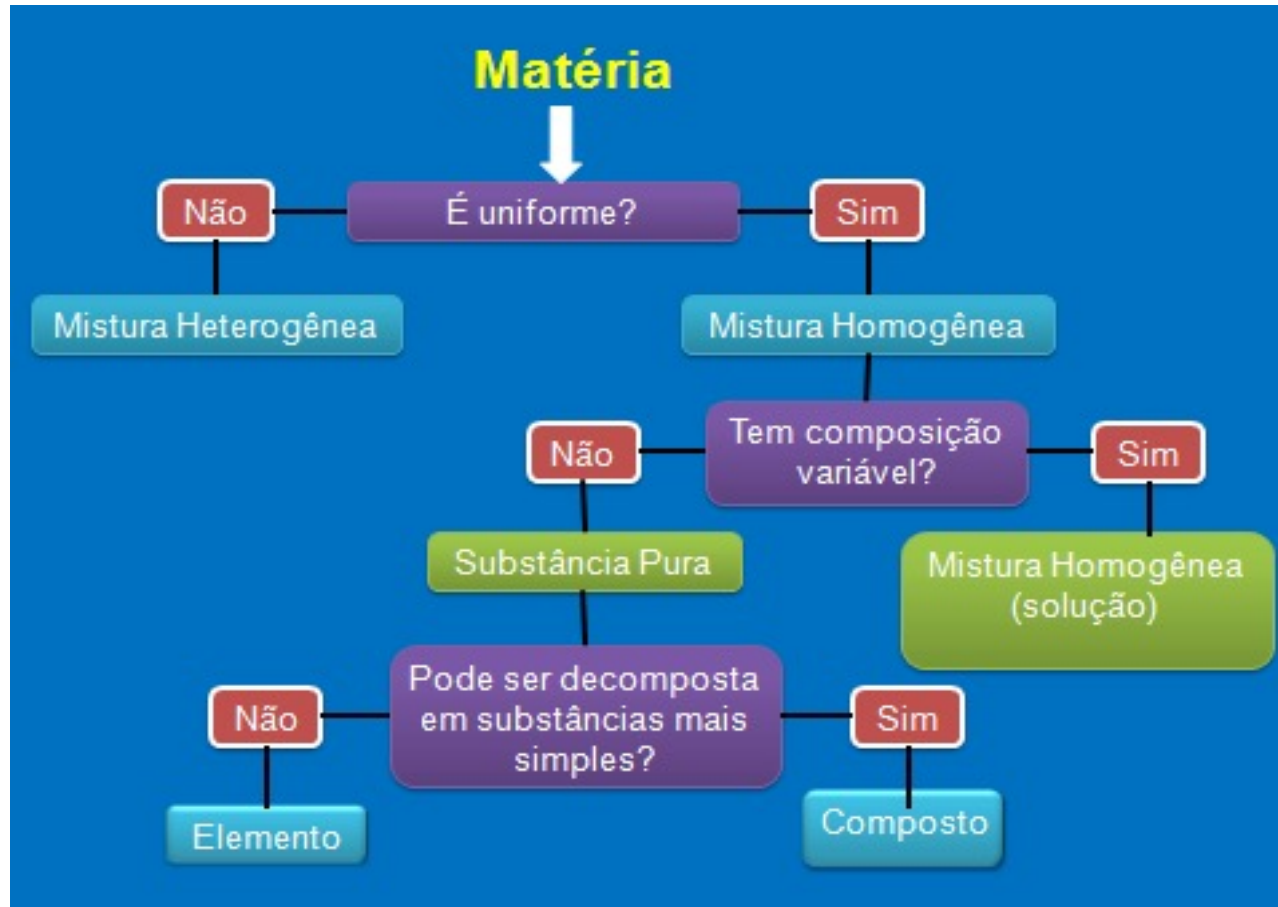 Matéria
Não
É uniforme?
Sim
Mistura Heterogênea
Mistura Homogênea
Não
Tem composição
variável?
Sim
Substância Pura
Mistura Homogênea
(solução)
Não
Pode ser decomposta
em substâncias mais
simples?
Sim
Elemento
Composto